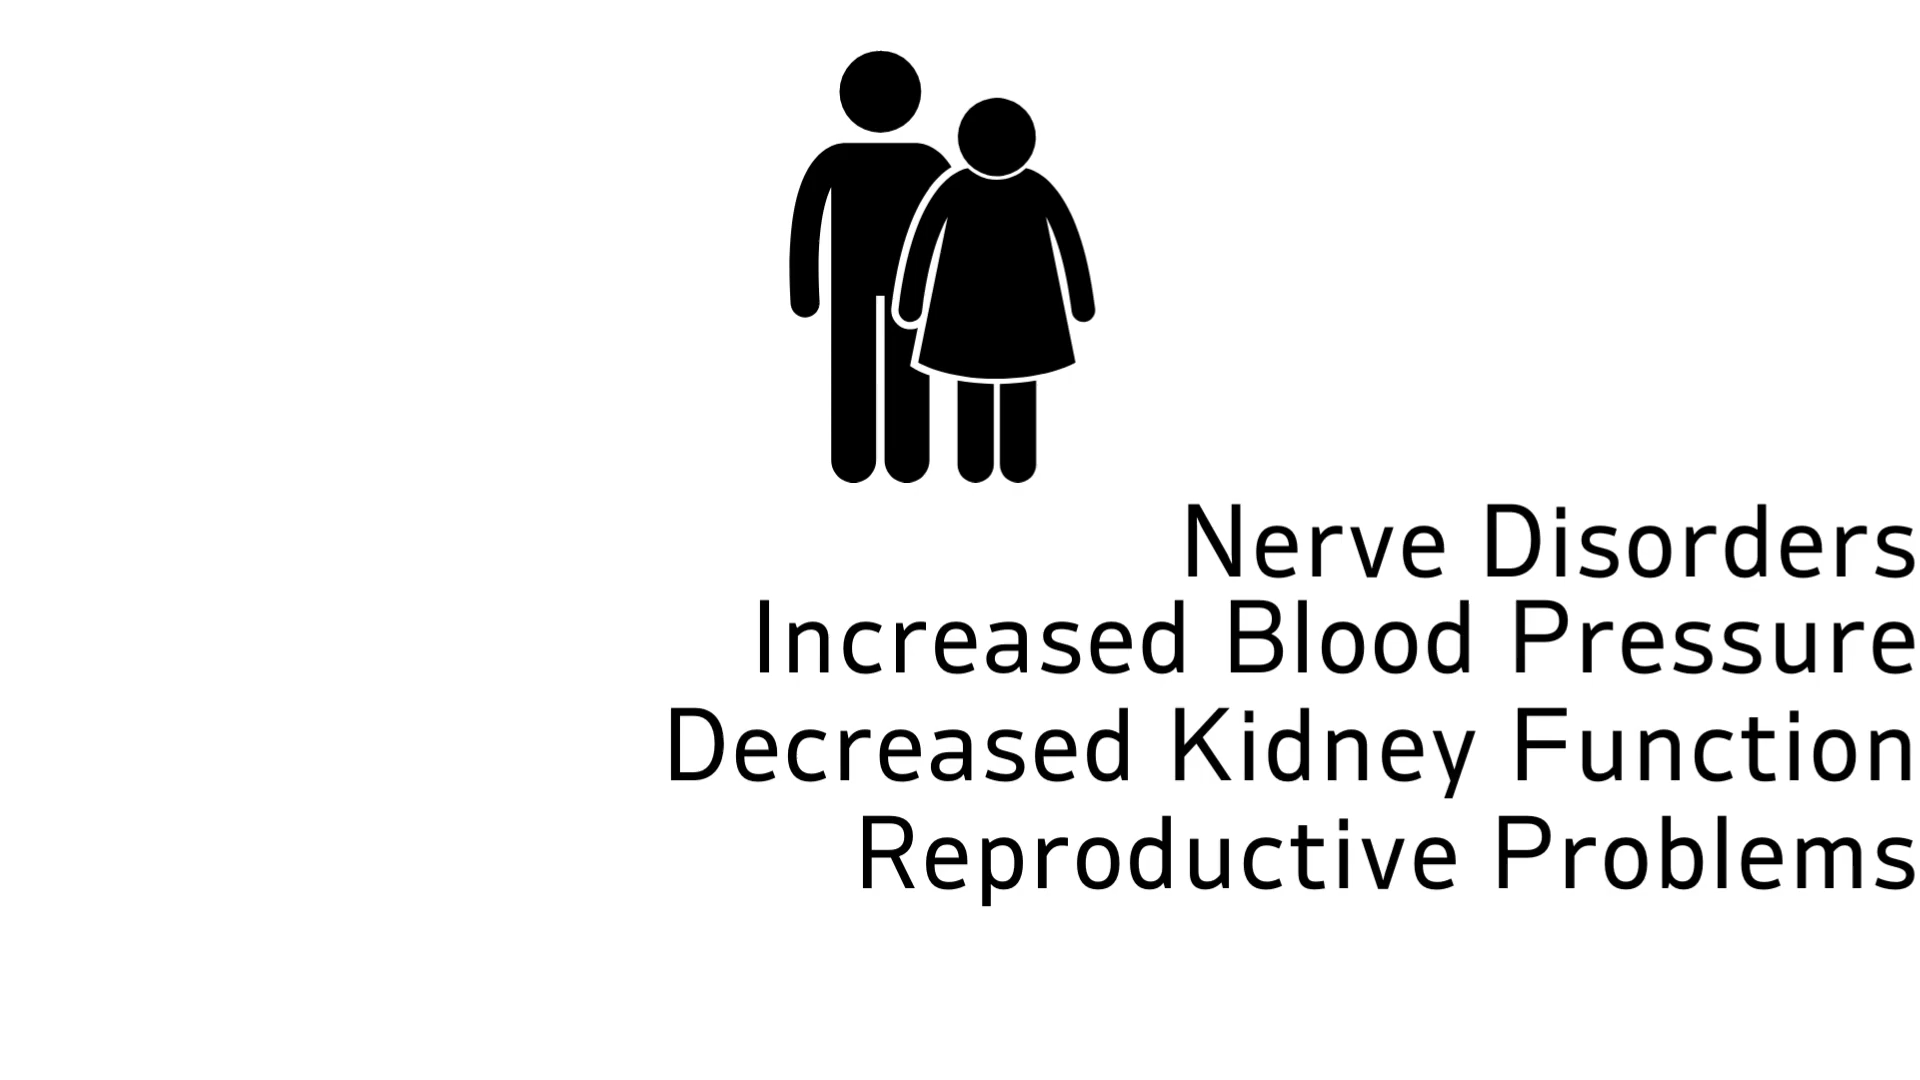 Nerve Disorders
Increased Blood Pressure
Decreased Kidney Function
Reproductive Problems